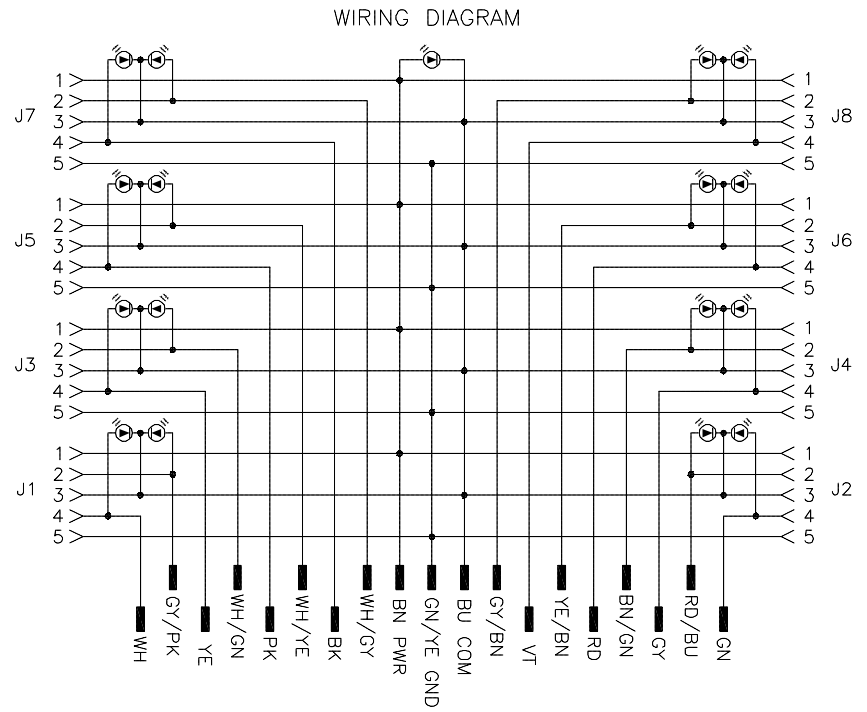 WIRING DIAGRAM
1 1
2 2
J7 J8
3 3
4 4
5 5
1 1
2 2
J5 J6
3 3
4 4
5 5
1 1
2 2
J3 J4
3 3
4 4
5 5
1 1
2 2
J1 J2
3 3
4 4
5 5
WH
GY/PK
YE
WH/GN
PK
WH/YE
BK
WH/GY
BN PWR
GN/YE GND
BU COM
GY/BN
VT
YE/BN
RD
BN/GN
GY
RD/BU
GN